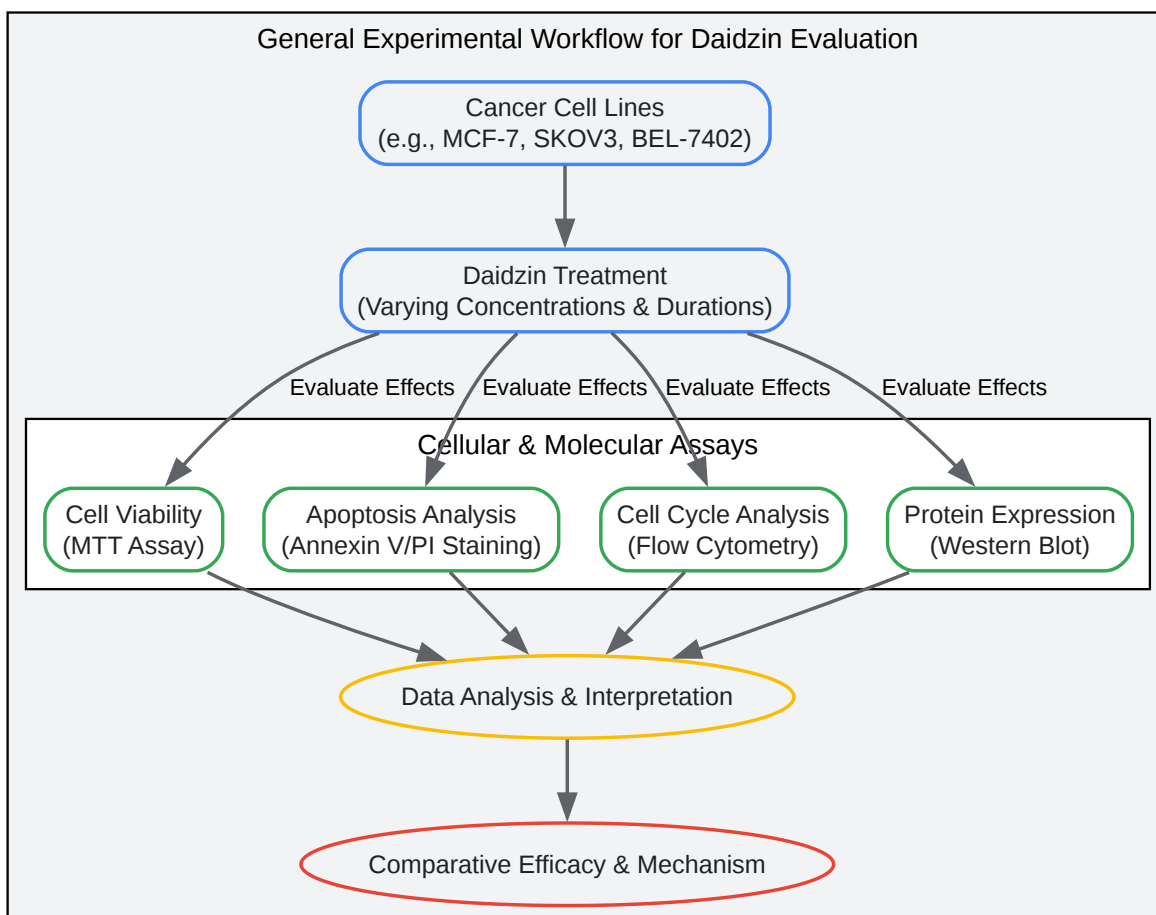 General Experimental Workflow for Daidzin Evaluation
Cancer Cell Lines
(e.g., MCF-7, SKOV3, BEL-7402)
Daidzin Treatment
(Varying Concentrations & Durations)
Evaluate Effects
Evaluate Effects
Evaluate Effects
Evaluate Effects
Cellular & Molecular Assays
Cell Viability
(MTT Assay)
Apoptosis Analysis
(Annexin V/PI Staining)
Cell Cycle Analysis
(Flow Cytometry)
Protein Expression
(Western Blot)
Data Analysis & Interpretation
Comparative Efficacy & Mechanism